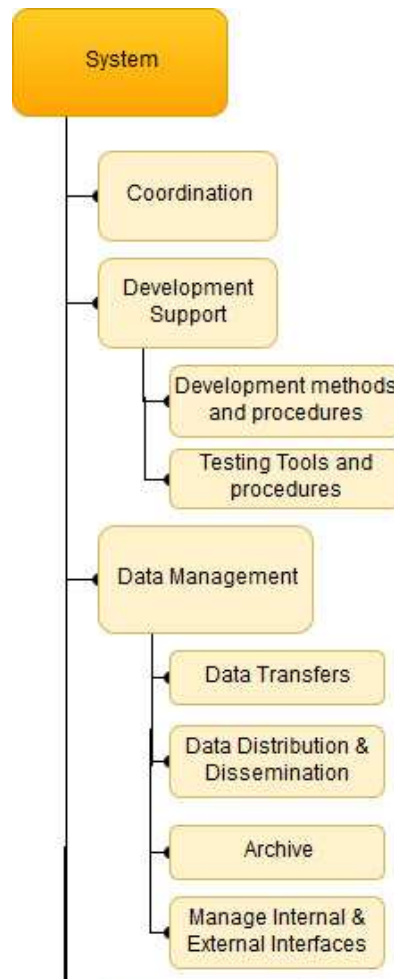 System
Coordination
Development
Support
Development methods
and procedures
Testing Tools and
procedures
Data Management
Data Transfers
Data Distribution &
Dissemination
Archive
Manage Internal &
External Interfaces